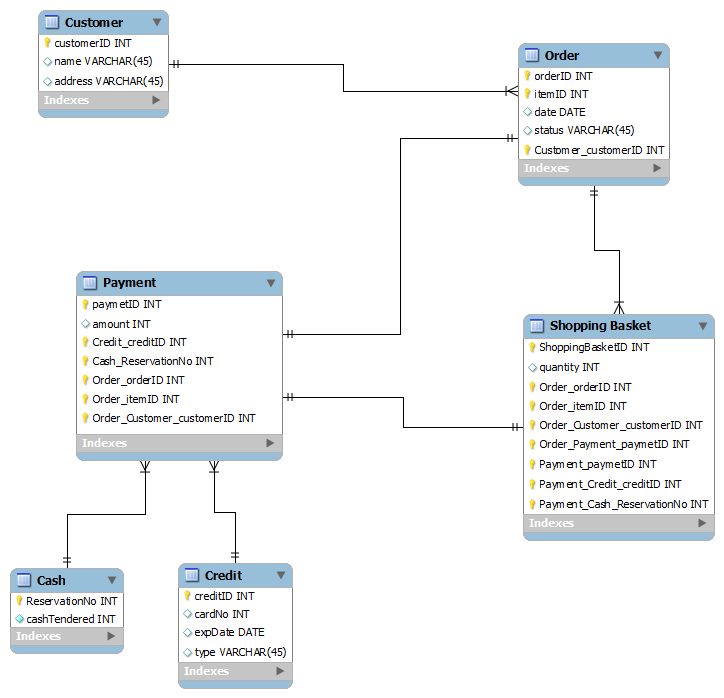 Customer
customerID INT
name VARCHAR(45)
address VARCHAR(45)
Indexes
Order
orderID INT
itemID INT
date DATE
status VARCHAR(45)
Customer_customerID INT
Indexes
Payment
paymetID INT
amount INT
Credit_creditID INT
Cash_ReservationNo INT
Order_orderID INT
Order_itemID INT
Order_Customer_customerID INT
Indexes
Shopping Basket
ShoppingBasketID INT
quantity INT
Order_orderID INT
Order_itemID INT
Order_Customer_customerID INT
Order_Payment_paymetID INT
Payment_paymetID INT
Payment_Credit_creditID INT
Payment_Cash_ReservationNo INT
Indexes
Cash
ReservationNo INT
cashTendered INT
Indexes
Credit
creditID INT
cardNo INT
expDate DATE
type VARCHAR(45)
Indexes